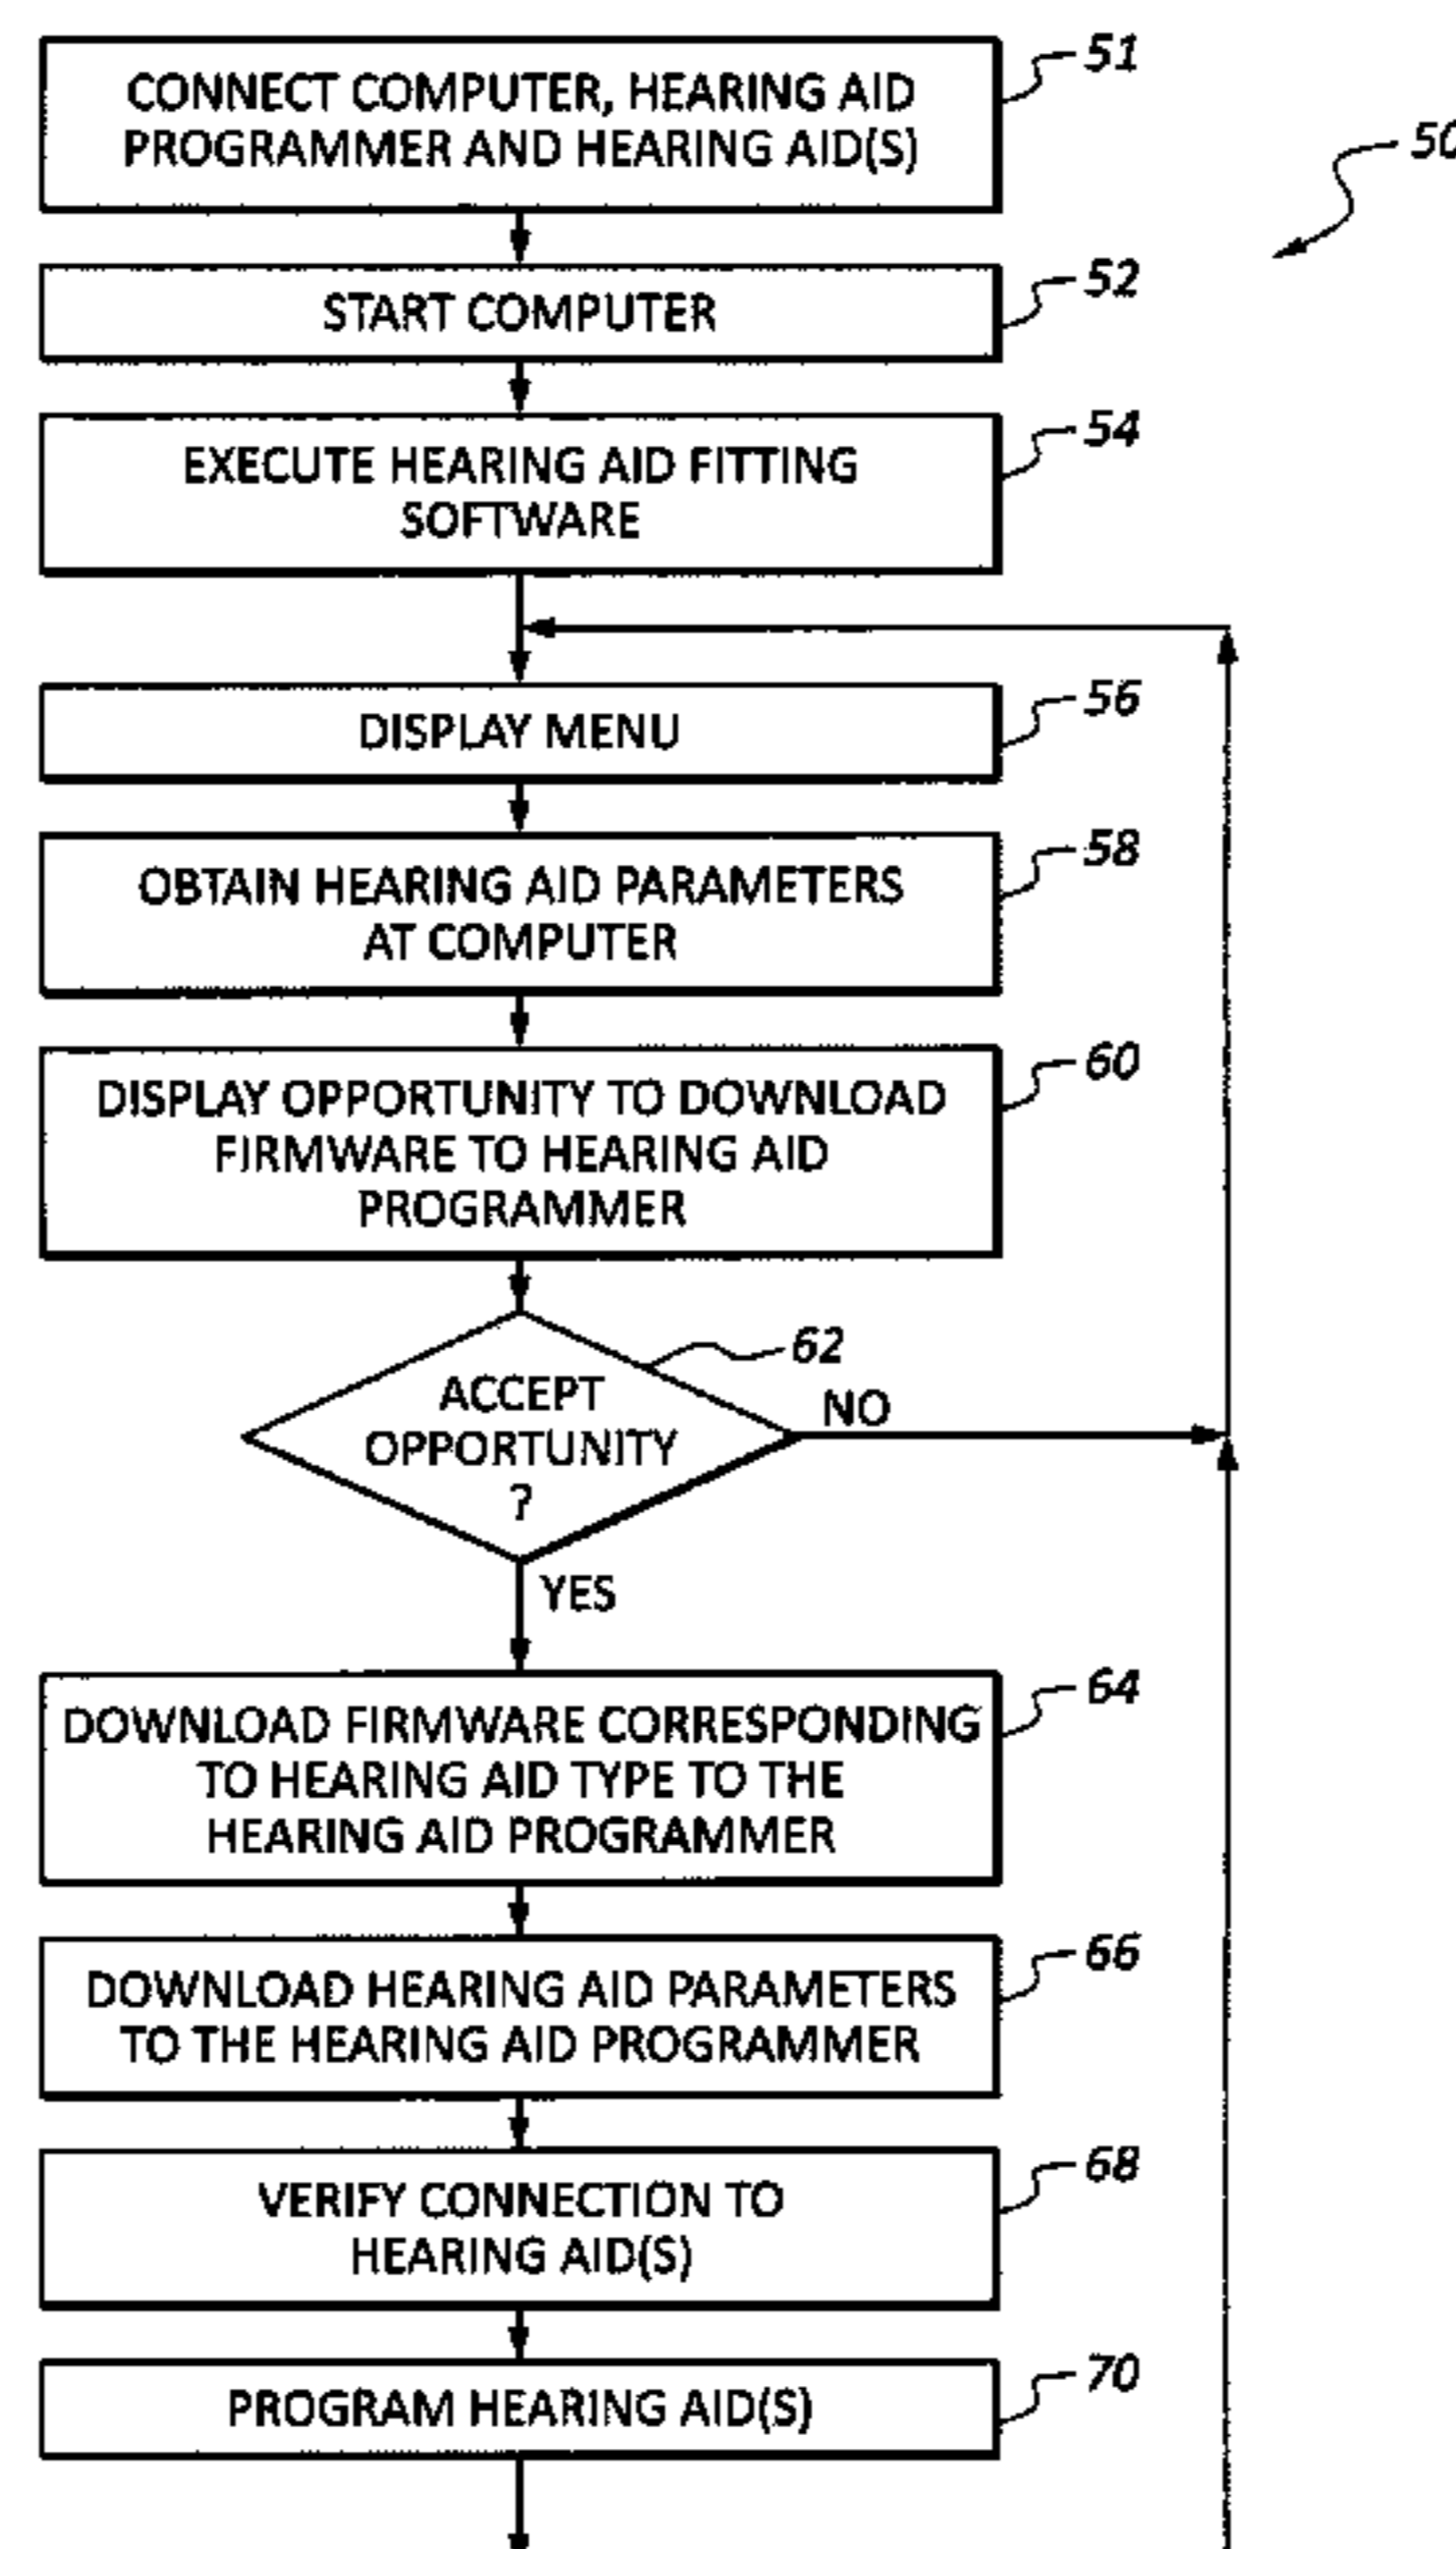 CONNECT COMPUTER, HEARING AID
PROGRAMMER AND HEARING AID(S)
51
50
START COMPUTER
52
EXECUTE HEARING AID FITTING
SOFTWARE
54
DISPLAY MENU
56
OBTAIN HEARING AID PARAMETERS
AT COMPUTER
58
DISPLAY OPPORTUNITY TO DOWNLOAD
FIRMWARE TO HEARING AID
PROGRAMMER
60
ACCEPT
OPPORTUNITY
?
62
NO
YES
DOWNLOAD FIRMWARE CORRESPONDING
TO HEARING AID TYPE TO THE
HEARING AID PROGRAMMER
64
DOWNLOAD HEARING AID PARAMETERS
TO THE HEARING AID PROGRAMMER
66
VERIFY CONNECTION TO
HEARING AID(S)
68
PROGRAM HEARING AID(S)
70